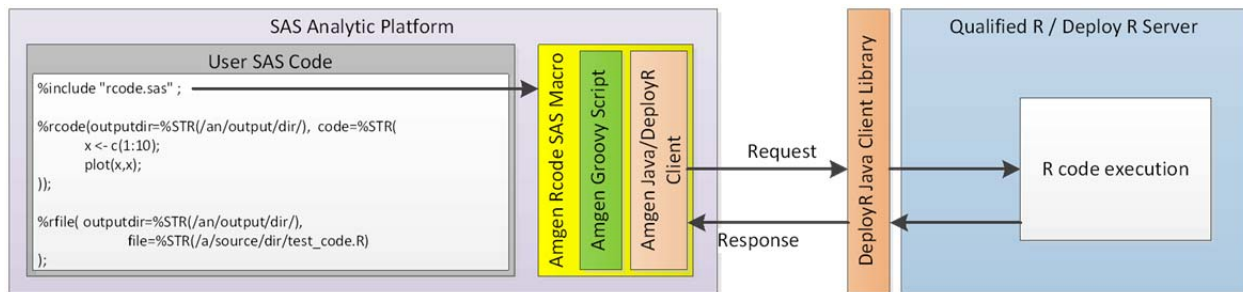 SAS Analytic Platform
User SAS Code
%include "rcode.sas" ;
%rcode(outputdir=%STR(/an/output/dir/), code=%STR(
x <- c(1:10);
plot(x,x);
));
%rfile( outputdir=%STR(/an/output/dir/),
file=%STR(/a/source/dir/test_code.R)
);
Amgen Rcode SAS Macro
Amgen Groovy Script
Amgen Java/DeployR
Client
Request
Response
DeployR Java Client Library
Qualified R / Deploy R Server
R code execution